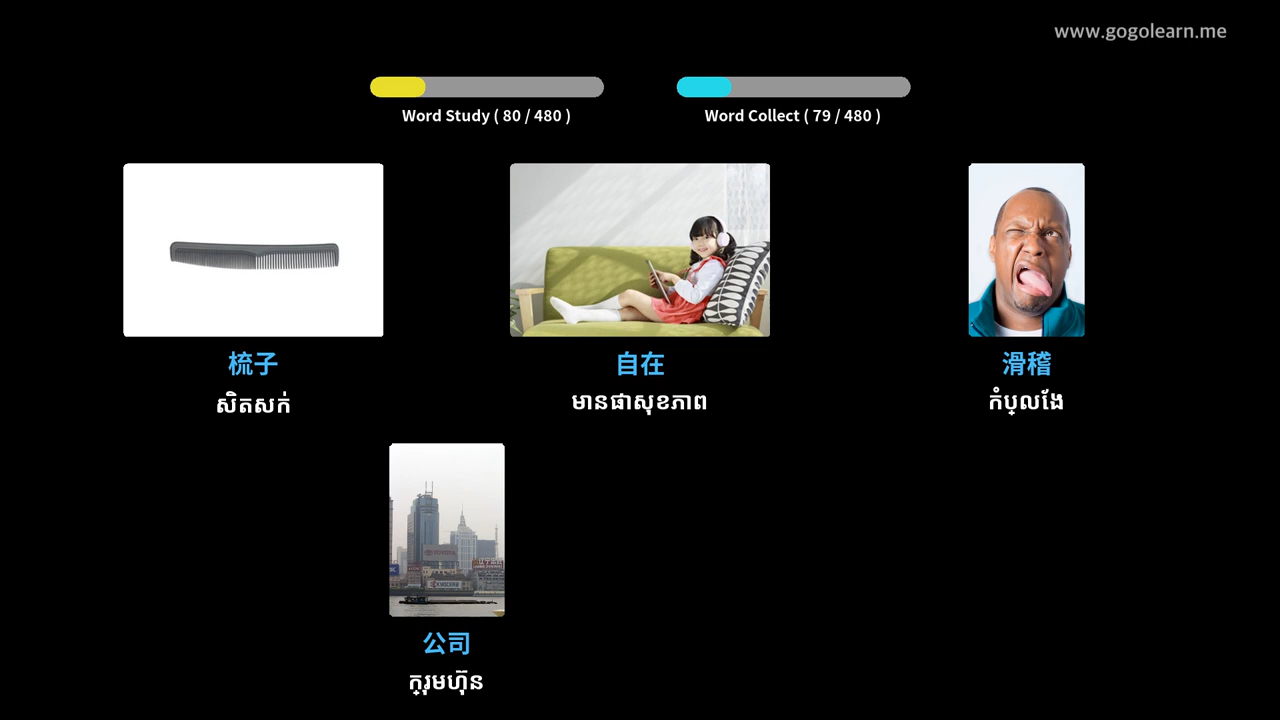 www.gogolearn.me
Word Study ( 80 / 480 )
Word Collect ( 79 / 480 )
梳子
សិតសក់
自在
មានផាសុខភាព
滑稽
កំប្លែង
TOYOTA
公司
ក្រុមហ៊ុន